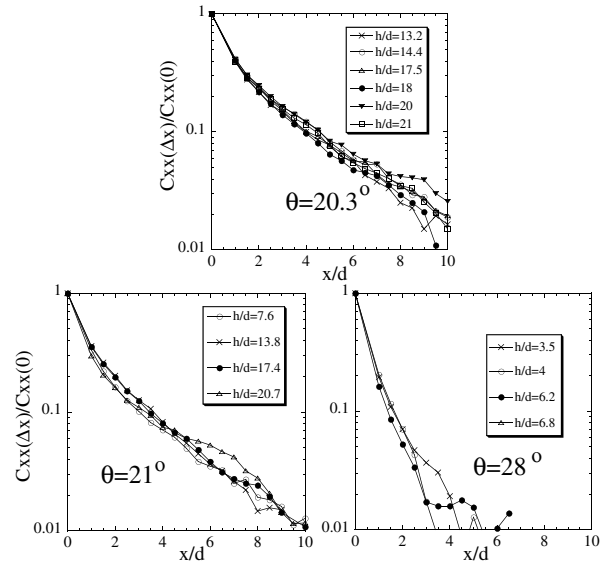 1
0.1
0.01
Cxx(Δx)/Cxx(0)
h/d=13.2
h/d=14.4
h/d=17.5
h/d=18
h/d=20
h/d=21
θ=20.3°
0 2 4 6 8 10
x/d
1
0.1
0.01
Cxx(Δx)/Cxx(0)
h/d=7.6
h/d=13.8
h/d=17.4
h/d=20.7
θ=21°
0 2 4 6 8 10
x/d
1
0.1
0.01
h/d=3.5
h/d=4
h/d=6.2
h/d=6.8
θ=28°
0 2 4 6 8 10
x/d